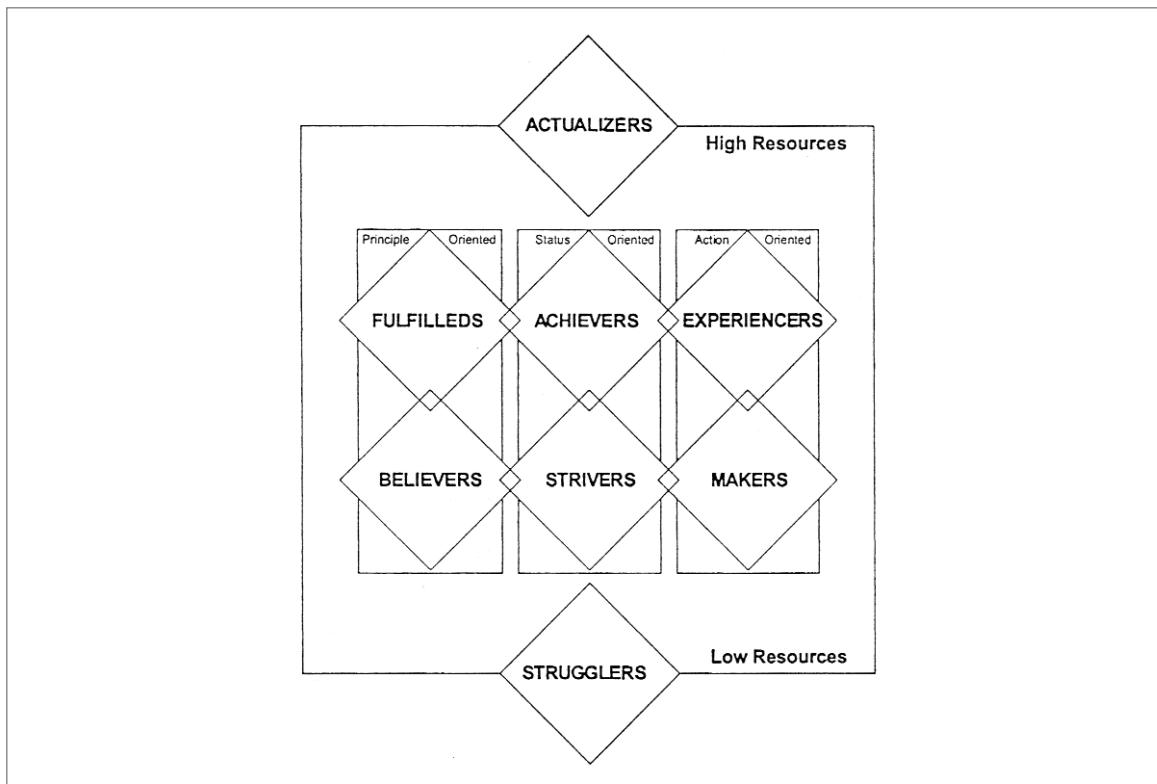 ACTUALIZERS
High Resources
Principle Oriented
Status Oriented
Action Oriented
FULFILLEDS
ACHIEVERS
EXPERIENCERS
BELIEVERS
STRIVERS
MAKERS
Low Resources
STRUGGLERS